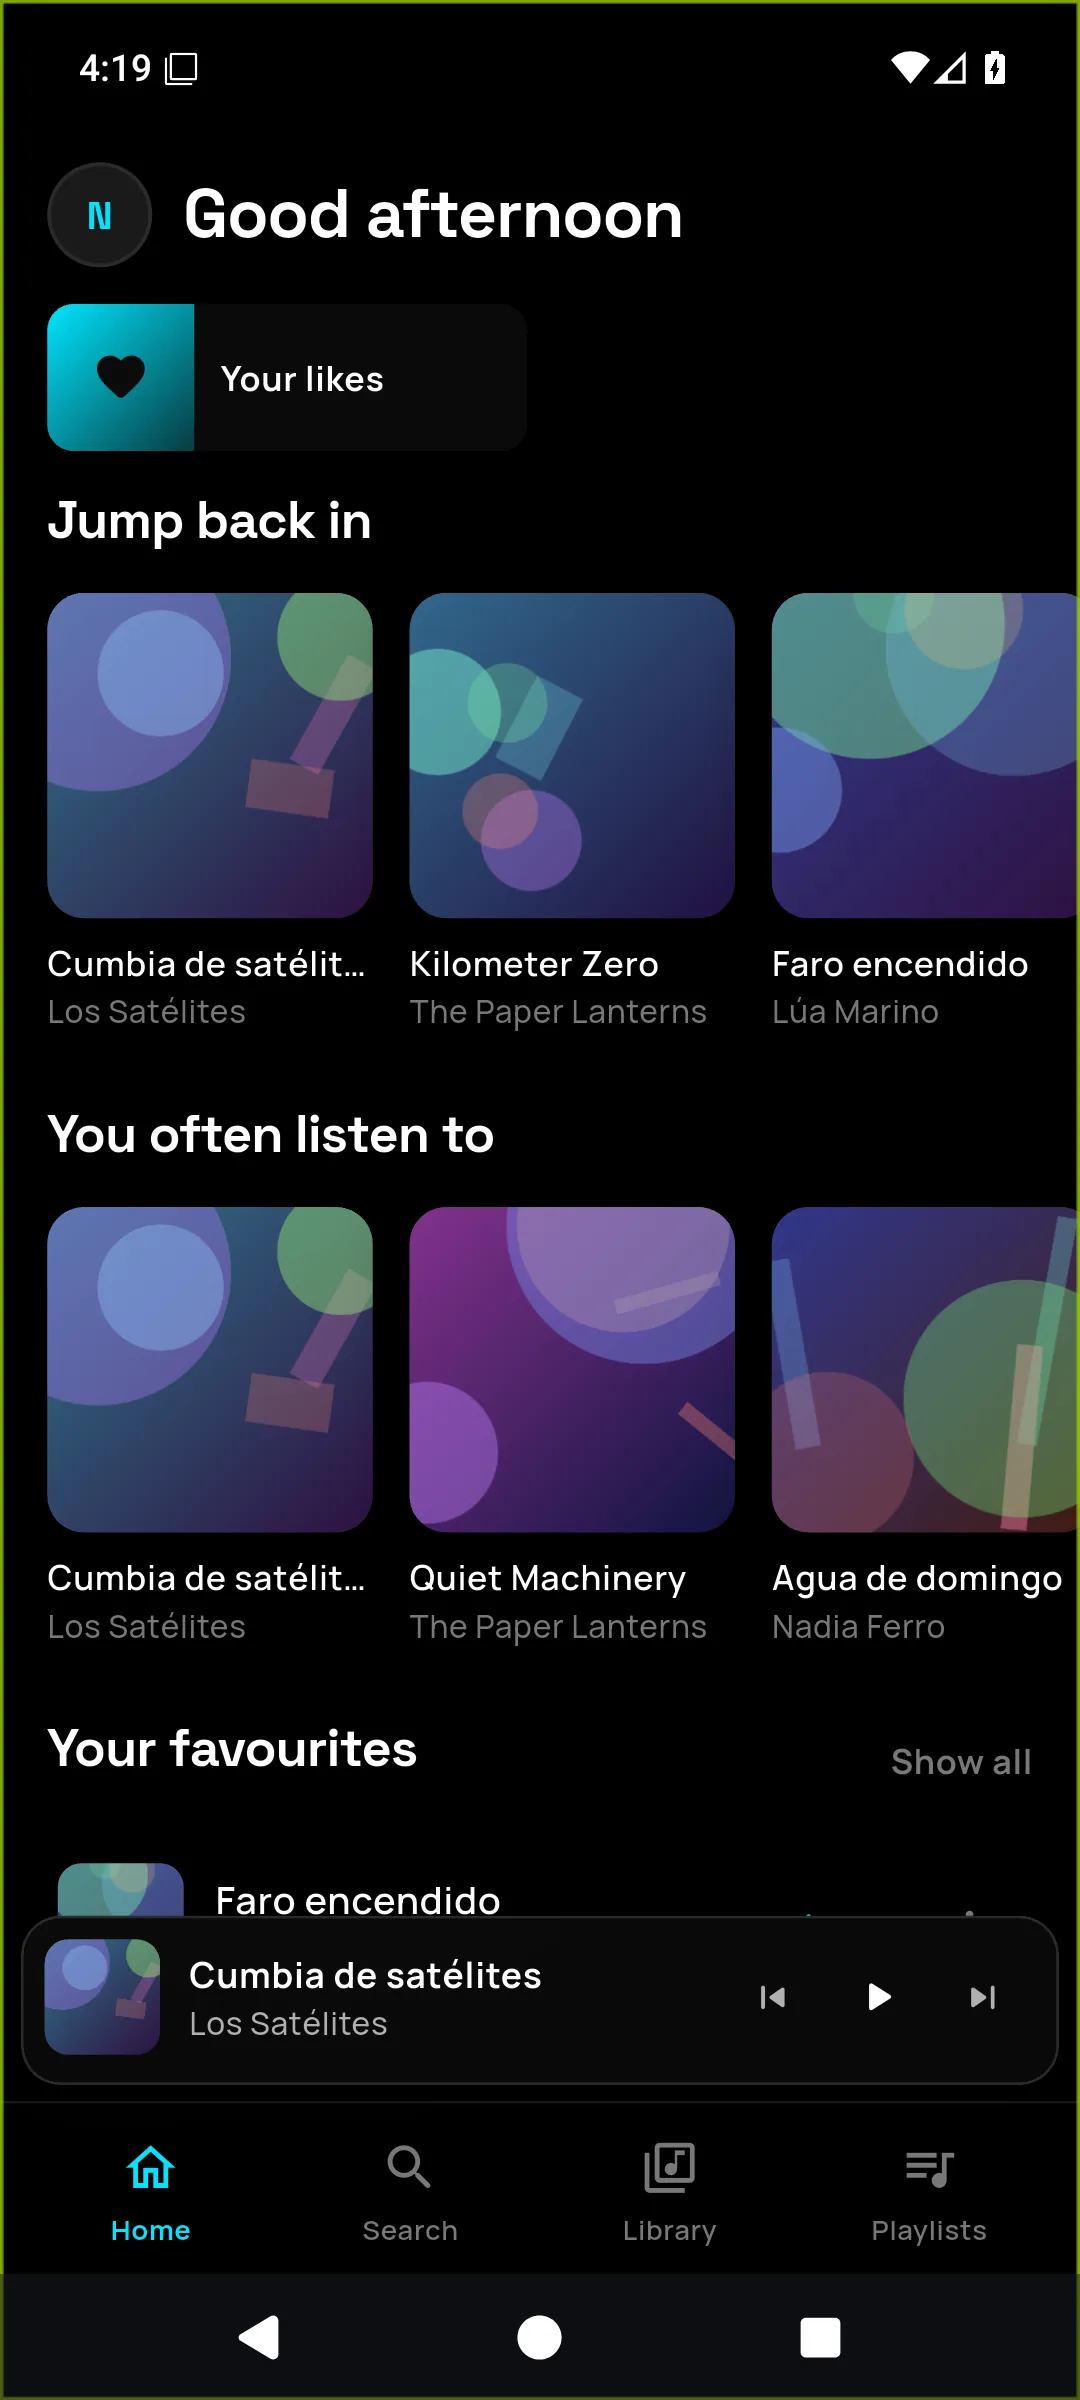 4:19
N
Good afternoon
Your likes
Jump back in
Cumbia de satélit...
Los Satélites
Kilometer Zero
The Paper Lanterns
Faro encendido
Lúa Marino
You often listen to
Cumbia de satélit...
Los Satélites
Quiet Machinery
The Paper Lanterns
Agua de domingo
Nadia Ferro
Your favourites
Show all
Faro encendido
Cumbia de satélites
Los Satélites
Home
Search
Library
Playlists